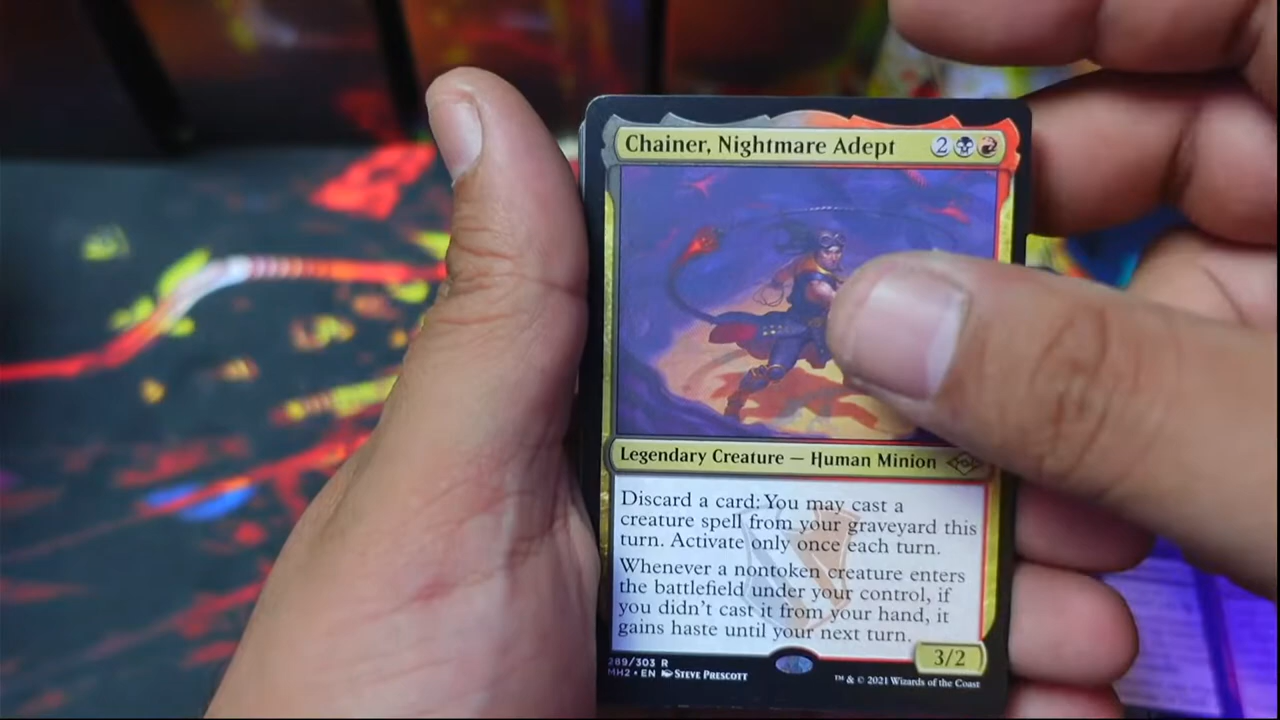 Chainer, Nightmare Adept 2
Legendary Creature — Human Minion
Discard a card: You may cast a
creature spell from your graveyard this
turn. Activate only once each turn.
Whenever a nontoken creature enters
the battlefield under your control, if
you didn't cast it from your hand, it
gains haste until your next turn.
3/2
289/303 R
MH2 • EN Steve Prescott
™ & © 2021 Wizards of the Coast